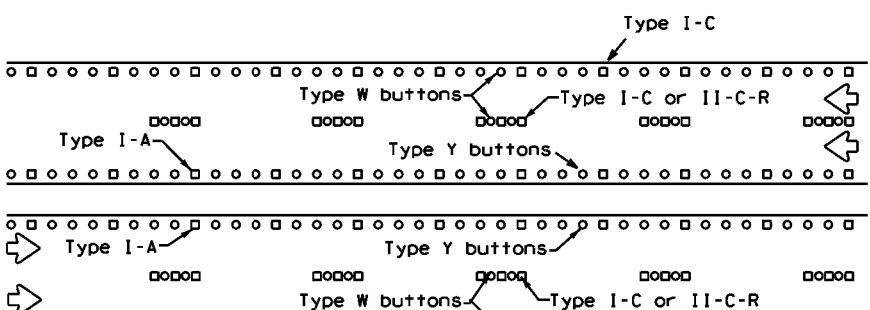 Type I-C
Type W buttons
Type I-C or II-C-R
Type I-A
Type Y buttons
Type I-A
Type Y buttons
Type W buttons
Type I-C or II-C-R